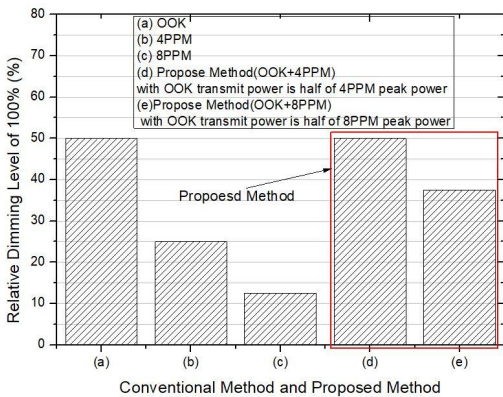 80
70
60
50
40
30
20
10
0
Relative Dimming Level of 100% (%)
(a) OOK
(b) 4PPM
(c) 8PPM
(d) Propose Method(OOK+4PPM)
with OOK transmit power is half of 4PPM peak power
(e)Propose Method(OOK+8PPM)
with OOK transmit power is half of 8PPM peak power
Propoesd Method
(a) (b) (c) (d) (e)
Conventional Method and Proposed Method